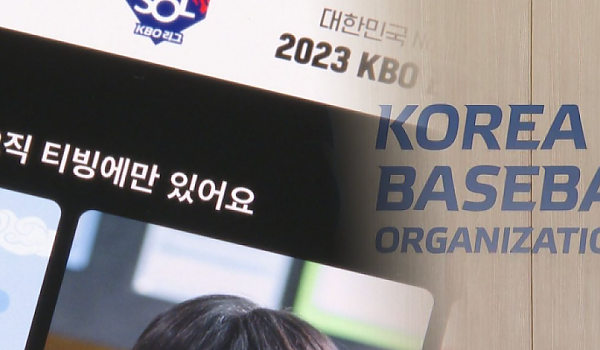 SOL
KBO 리그
대한민국 N
2023 KBO
직 티빙에만 있어요
KOREA
BASEBA
ORGANIZATIO